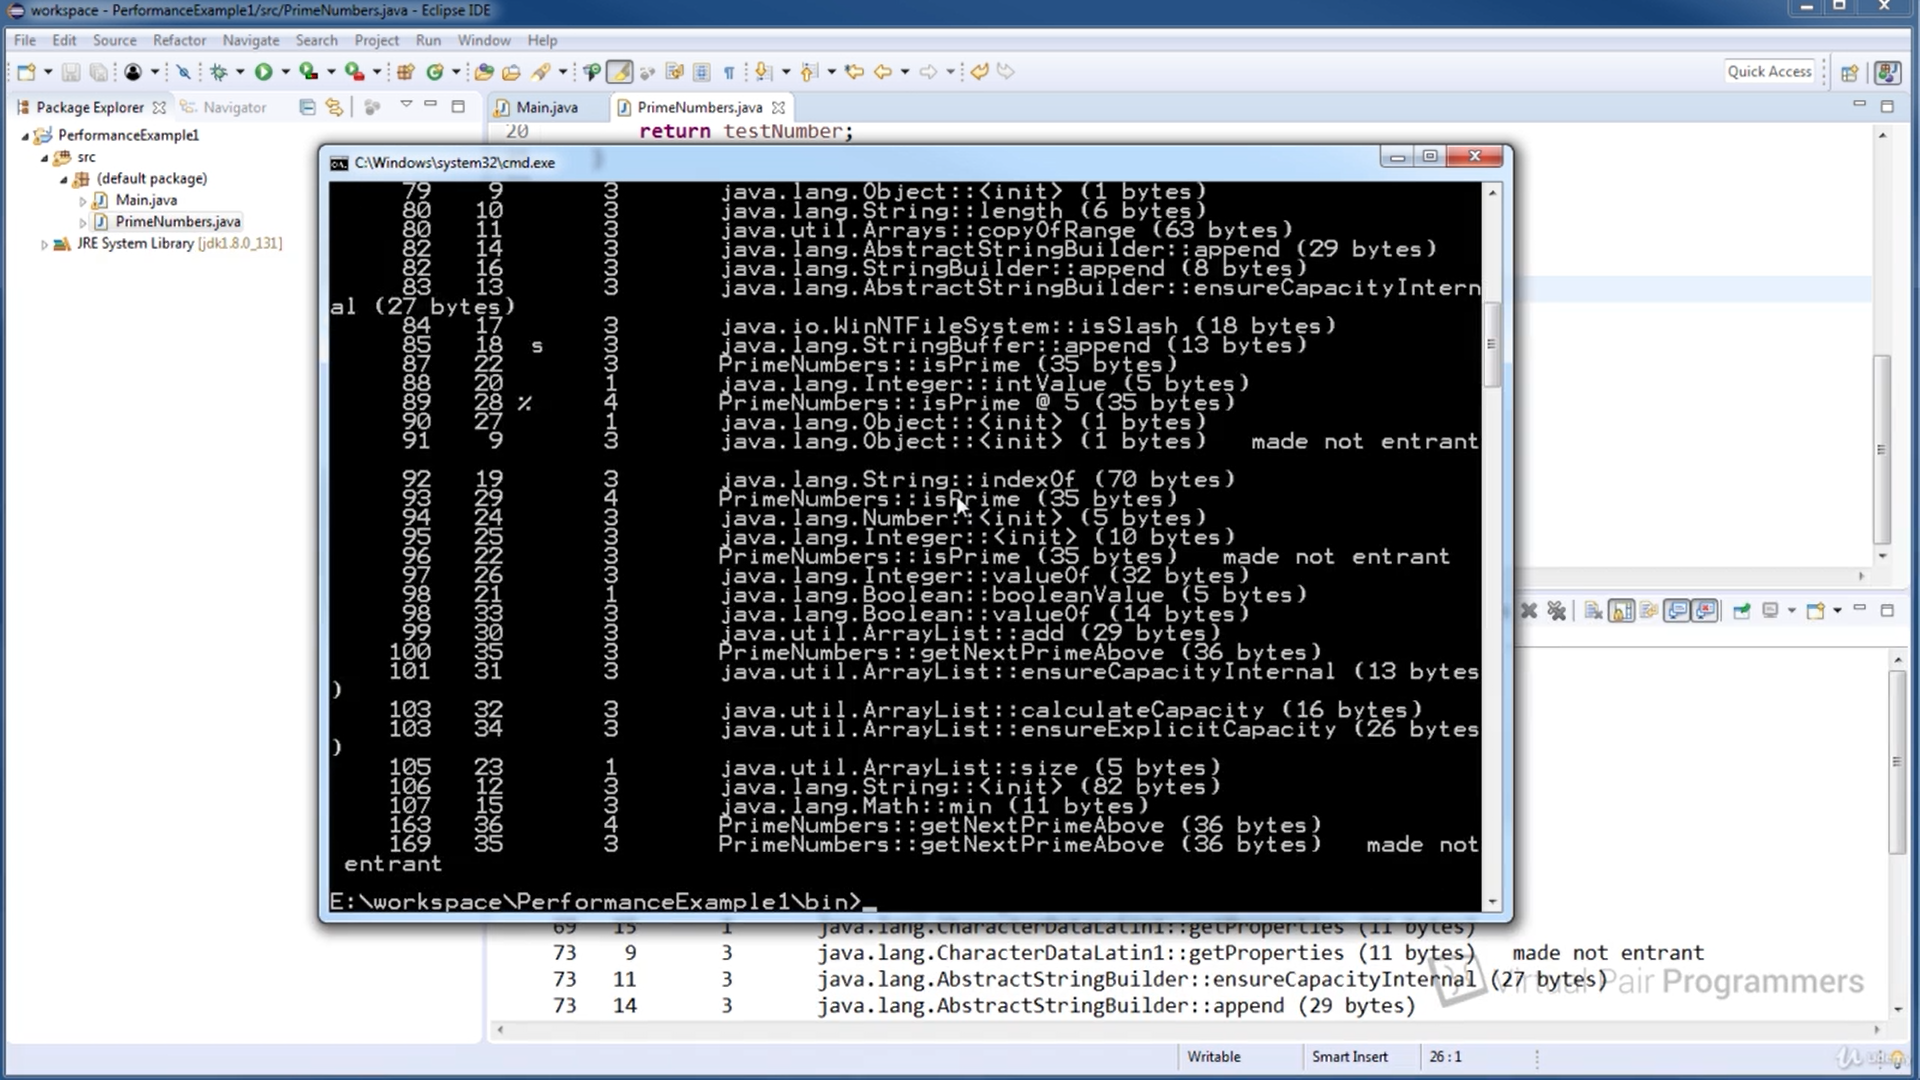 workspace - PerformanceExample1/src/PrimeNumbers.java - Eclipse IDE
File Edit Source Refactor Navigate Search Project Run Window Help
Quick Access
Package Explorer Navigator
Main.java PrimeNumbers.java
PerformanceExample1
src
(default package)
Main.java
PrimeNumbers.java
JRE System Library [jdk1.8.0_131]
20 return testNumber;
}
C:\Windows\system32\cmd.exe
79 9 3 java.lang.Object::<init> (1 bytes)
80 10 3 java.lang.String::length (6 bytes)
80 11 3 java.util.Arrays::copyOfRange (63 bytes)
82 14 3 java.lang.AbstractStringBuilder::append (29 bytes)
82 16 3 java.lang.StringBuilder::append (8 bytes)
83 13 3 java.lang.AbstractStringBuilder::ensureCapacityIntern
al (27 bytes)
84 17 3 java.io.WinNTFileSystem::isSlash (18 bytes)
85 18 s 3 java.lang.StringBuffer::append (13 bytes)
87 22 3 PrimeNumbers::isPrime (35 bytes)
88 20 1 java.lang.Integer::intValue (5 bytes)
89 28 % 4 PrimeNumbers::isPrime @ 5 (35 bytes)
90 27 1 java.lang.Object::<init> (1 bytes)
91 9 3 java.lang.Object::<init> (1 bytes) made not entrant
92 19 3 java.lang.String::indexOf (70 bytes)
93 29 4 PrimeNumbers::isPrime (35 bytes)
94 24 3 java.lang.Number::<init> (5 bytes)
95 25 3 java.lang.Integer::<init> (10 bytes)
96 22 3 PrimeNumbers::isPrime (35 bytes) made not entrant
97 26 3 java.lang.Integer::valueOf (32 bytes)
98 21 1 java.lang.Boolean::booleanValue (5 bytes)
98 33 3 java.lang.Boolean::valueOf (14 bytes)
99 30 3 java.util.ArrayList::add (29 bytes)
100 35 3 PrimeNumbers::getNextPrimeAbove (36 bytes)
101 31 3 java.util.ArrayList::ensureCapacityInternal (13 bytes
)
103 32 3 java.util.ArrayList::calculateCapacity (16 bytes)
103 34 3 java.util.ArrayList::ensureExplicitCapacity (26 bytes
)
105 23 1 java.util.ArrayList::size (5 bytes)
106 12 3 java.lang.String::<init> (82 bytes)
107 15 3 java.lang.Math::min (11 bytes)
163 36 4 PrimeNumbers::getNextPrimeAbove (36 bytes)
169 35 3 PrimeNumbers::getNextPrimeAbove (36 bytes) made not
entrant
E:\workspace\PerformanceExample1\bin>_
69 15 1 java.lang.CharacterDataLatin1::getProperties (11 bytes)
73 9 3 java.lang.CharacterDataLatin1::getProperties (11 bytes) made not entrant
73 11 3 java.lang.AbstractStringBuilder::ensureCapacityInternal (27 bytes)
73 14 3 java.lang.AbstractStringBuilder::append (29 bytes)
Virtual Pair Programmers
Writable Smart Insert 26 : 1